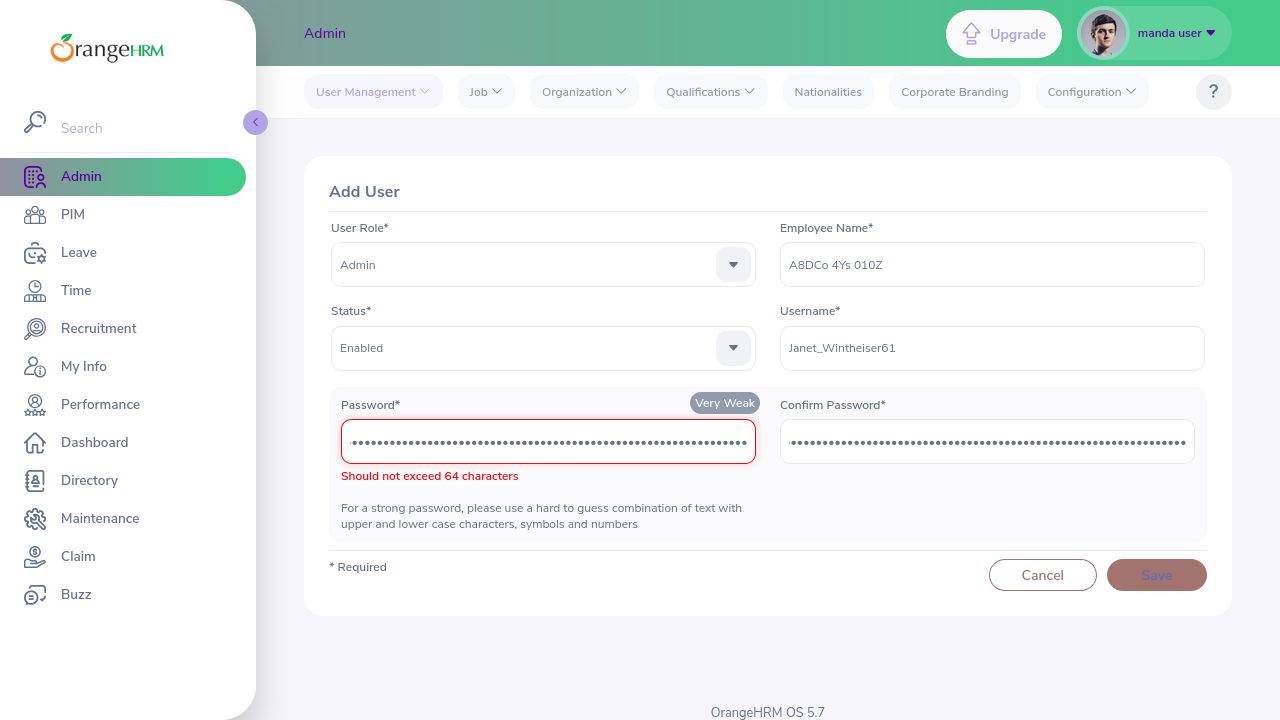 OrangeHRM
Search
Admin
PIM
Leave
Time
Recruitment
My Info
Performance
Dashboard
Directory
Maintenance
Claim
Buzz
Admin
Upgrade
manda user
User Management
Job
Organization
Qualifications
Nationalities
Corporate Branding
Configuration
?
Add User
User Role*
Admin
Employee Name*
A8DCo 4Ys 010Z
Status*
Enabled
Username*
Janet_Wintheiser61
Password*
Very Weak
Should not exceed 64 characters
For a strong password, please use a hard to guess combination of text with
upper and lower case characters, symbols and numbers
Confirm Password*
* Required
Cancel
Save
OrangeHRM OS 5.7